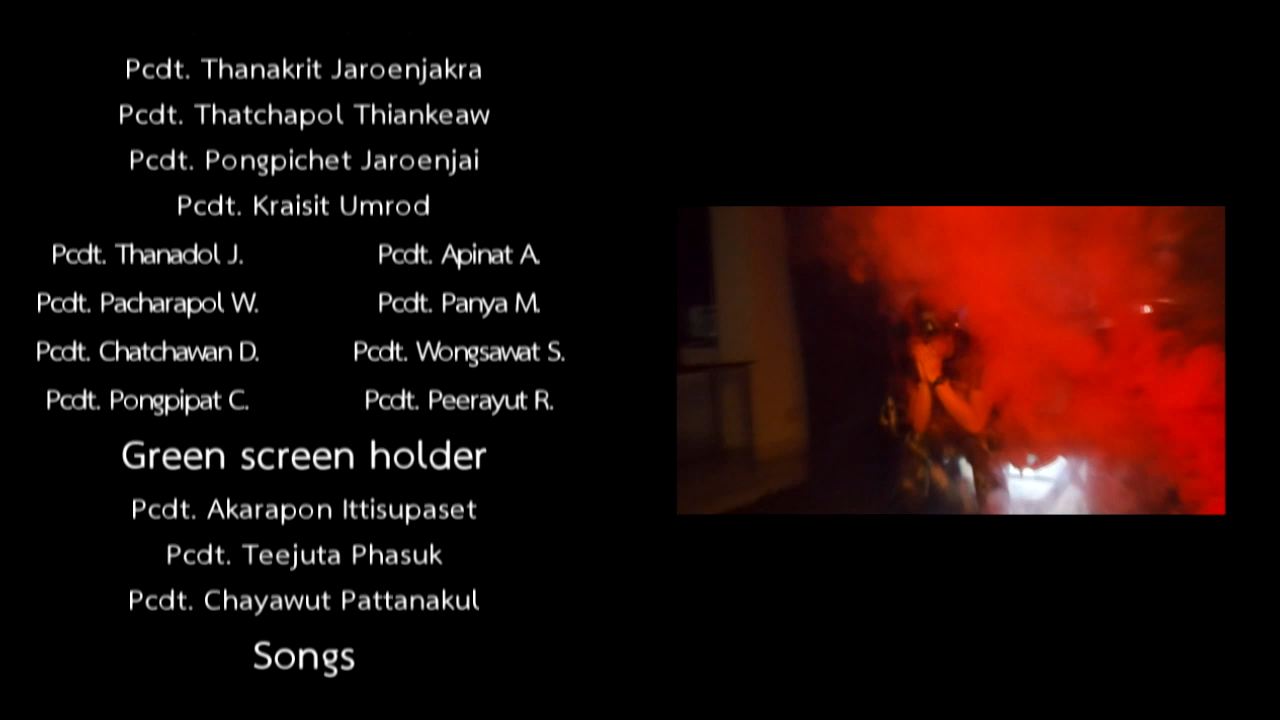 Pcdt. Thanakrit Jaroenjakra
Pcdt. Thatchapol Thiankeaw
Pcdt. Pongpichet Jaroenjai
Pcdt. Kraisit Umrod
Pcdt. Thanadol J. Pcdt. Apinat A.
Pcdt. Pacharapol W. Pcdt. Panya M.
Pcdt. Chatchawan D. Pcdt. Wongsawat S.
Pcdt. Pongpipat C. Pcdt. Peerayut R.
Green screen holder
Pcdt. Akarapon Ittisupaset
Pcdt. Teejuta Phasuk
Pcdt. Chayawut Pattanakul
Songs